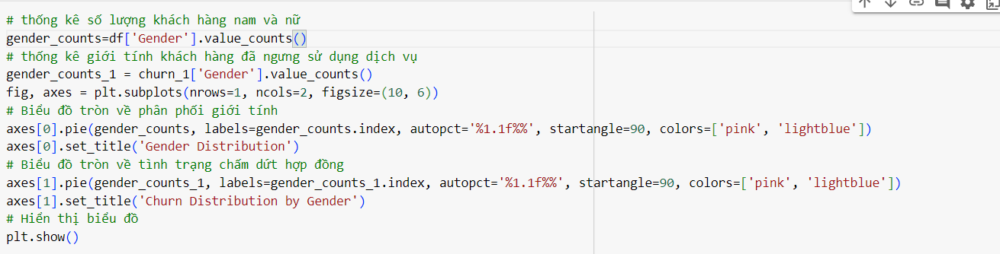 # thống kê số lượng khách hàng nam và nữ
gender_counts=df['Gender'].value_counts()
# thống kê giới tính khách hàng đã ngưng sử dụng dịch vụ
gender_counts_1 = churn_1['Gender'].value_counts()
fig, axes = plt.subplots(nrows=1, ncols=2, figsize=(10, 6))
# Biểu đồ tròn về phân phối giới tính
axes[0].pie(gender_counts, labels=gender_counts.index, autopct='%1.1f%%', startangle=90, colors=['pink', 'lightblue'])
axes[0].set_title('Gender Distribution')
# Biểu đồ tròn về tình trạng chấm dứt hợp đồng
axes[1].pie(gender_counts_1, labels=gender_counts_1.index, autopct='%1.1f%%', startangle=90, colors=['pink', 'lightblue'])
axes[1].set_title('Churn Distribution by Gender')
# Hiển thị biểu đồ
plt.show()